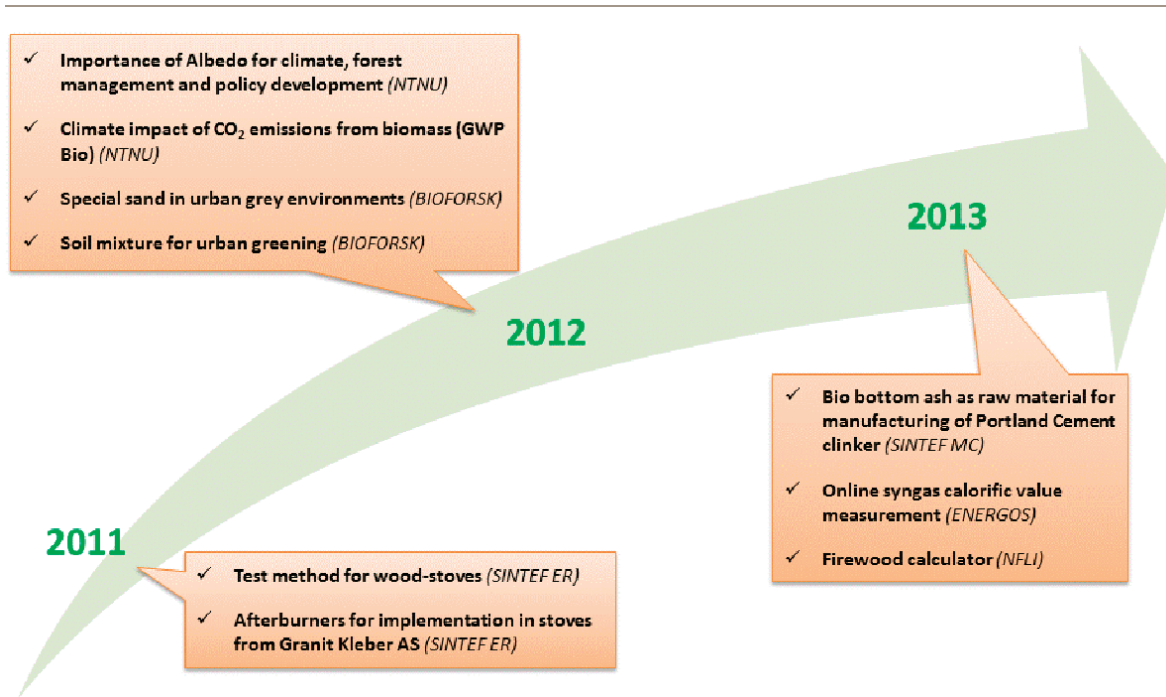 ✓ Importance of Albedo for climate, forest
management and policy development (NTNU)
✓ Climate impact of CO₂ emissions from biomass (GWP
Bio) (NTNU)
✓ Special sand in urban grey environments (BIOFORSK)
✓ Soil mixture for urban greening (BIOFORSK)
2013
2012
✓ Bio bottom ash as raw material for
manufacturing of Portland Cement
clinker (SINTEF MC)
✓ Online syngas calorific value
measurement (ENERGOS)
✓ Firewood calculator (NFLI)
2011
✓ Test method for wood-stoves (SINTEF ER)
✓ Afterburners for implementation in stoves
from Granit Kleber AS (SINTEF ER)